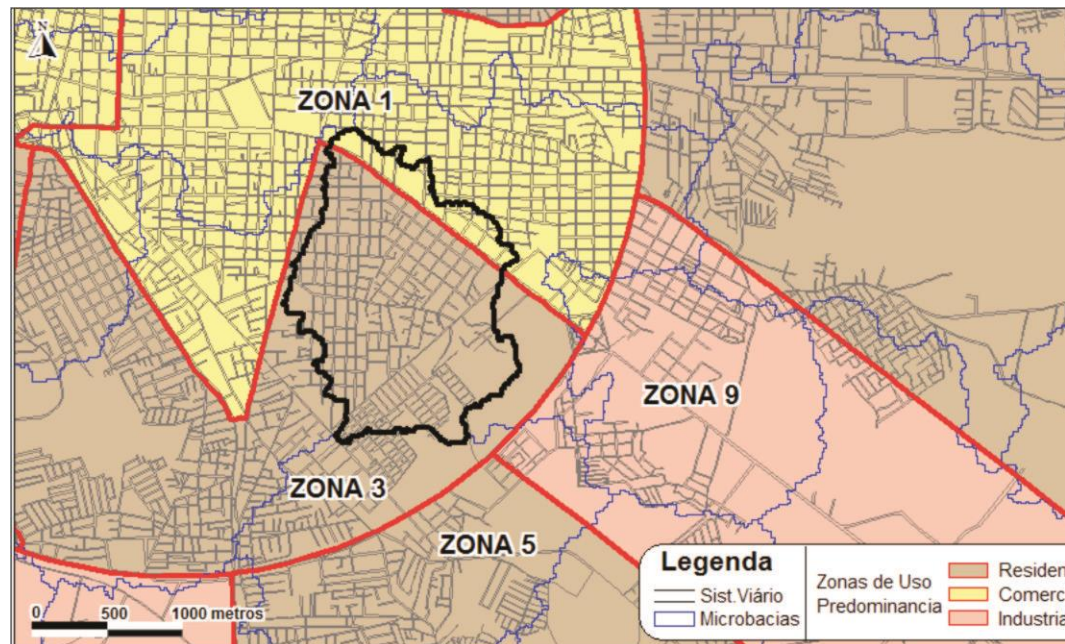 N
ZONA 1
ZONA 9
ZONA 3
ZONA 5
0 500 1000 metros
Legenda
Sist.Viário
Microbacias
Zonas de Uso
Predominancia
Residen
Comerc
Industria